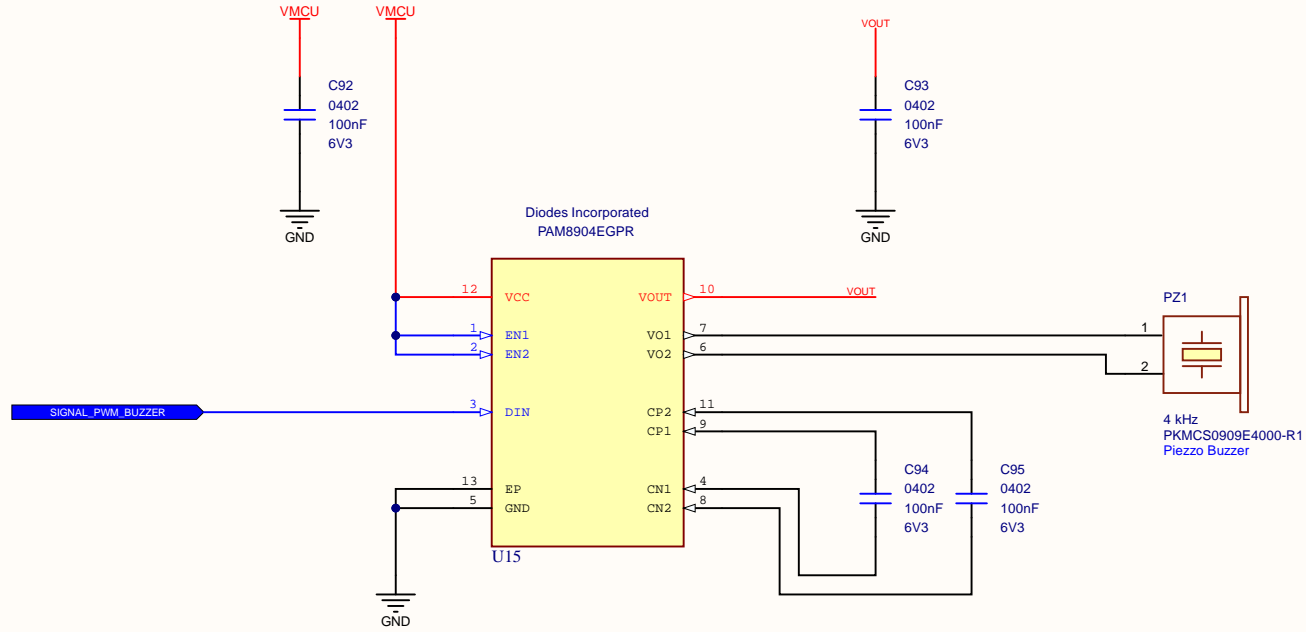 VMCU
VMCU
VOUT
C92
0402
100nF
6V3
GND
C93
0402
100nF
6V3
GND
Diodes Incorporated
PAM8904EGPR
12
VCC
1
EN1
2
EN2
3
DIN
13
EP
5
GND
VOUT
10
VOUT
VO1
7
VO2
6
CP2
11
CP1
9
CN1
4
CN2
8
U15
SIGNAL_PWM_BUZZER
GND
PZ1
1
2
4 kHz
PKMCS0909E4000-R1
Piezzo Buzzer
C94
0402
100nF
6V3
C95
0402
100nF
6V3